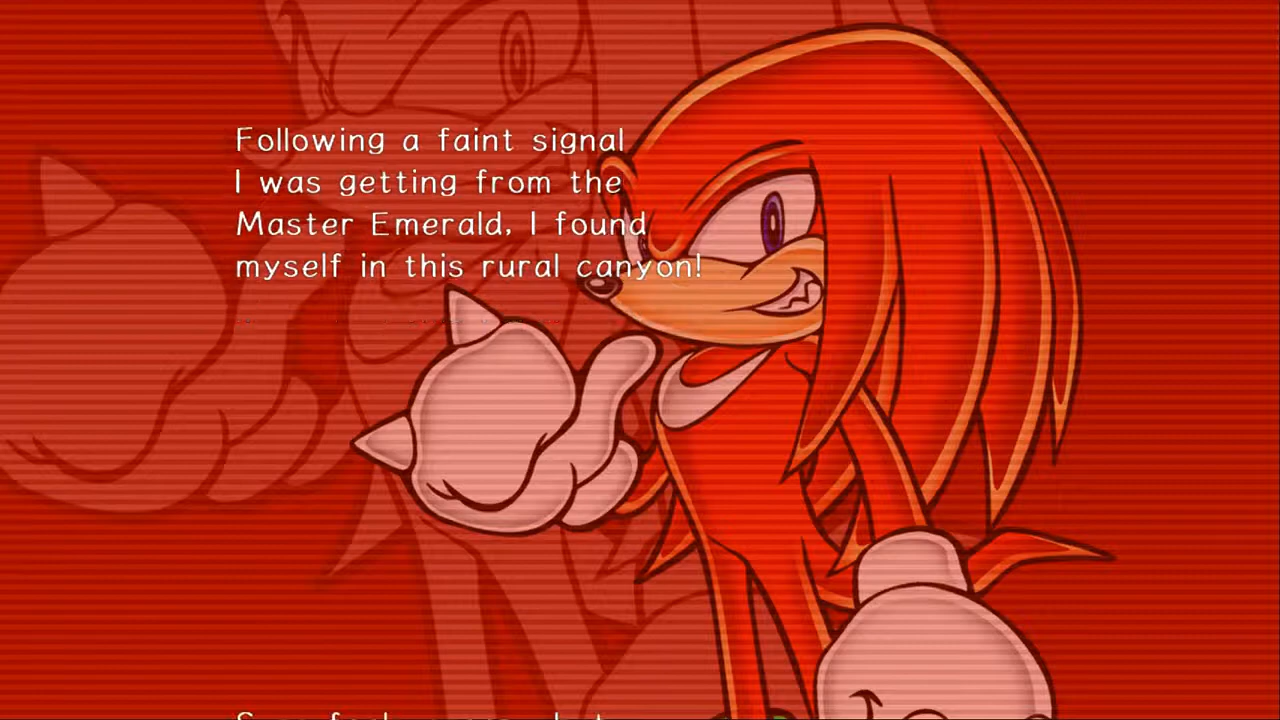 Following a faint signal
I was getting from the
Master Emerald, I found
myself in this rural canyon!